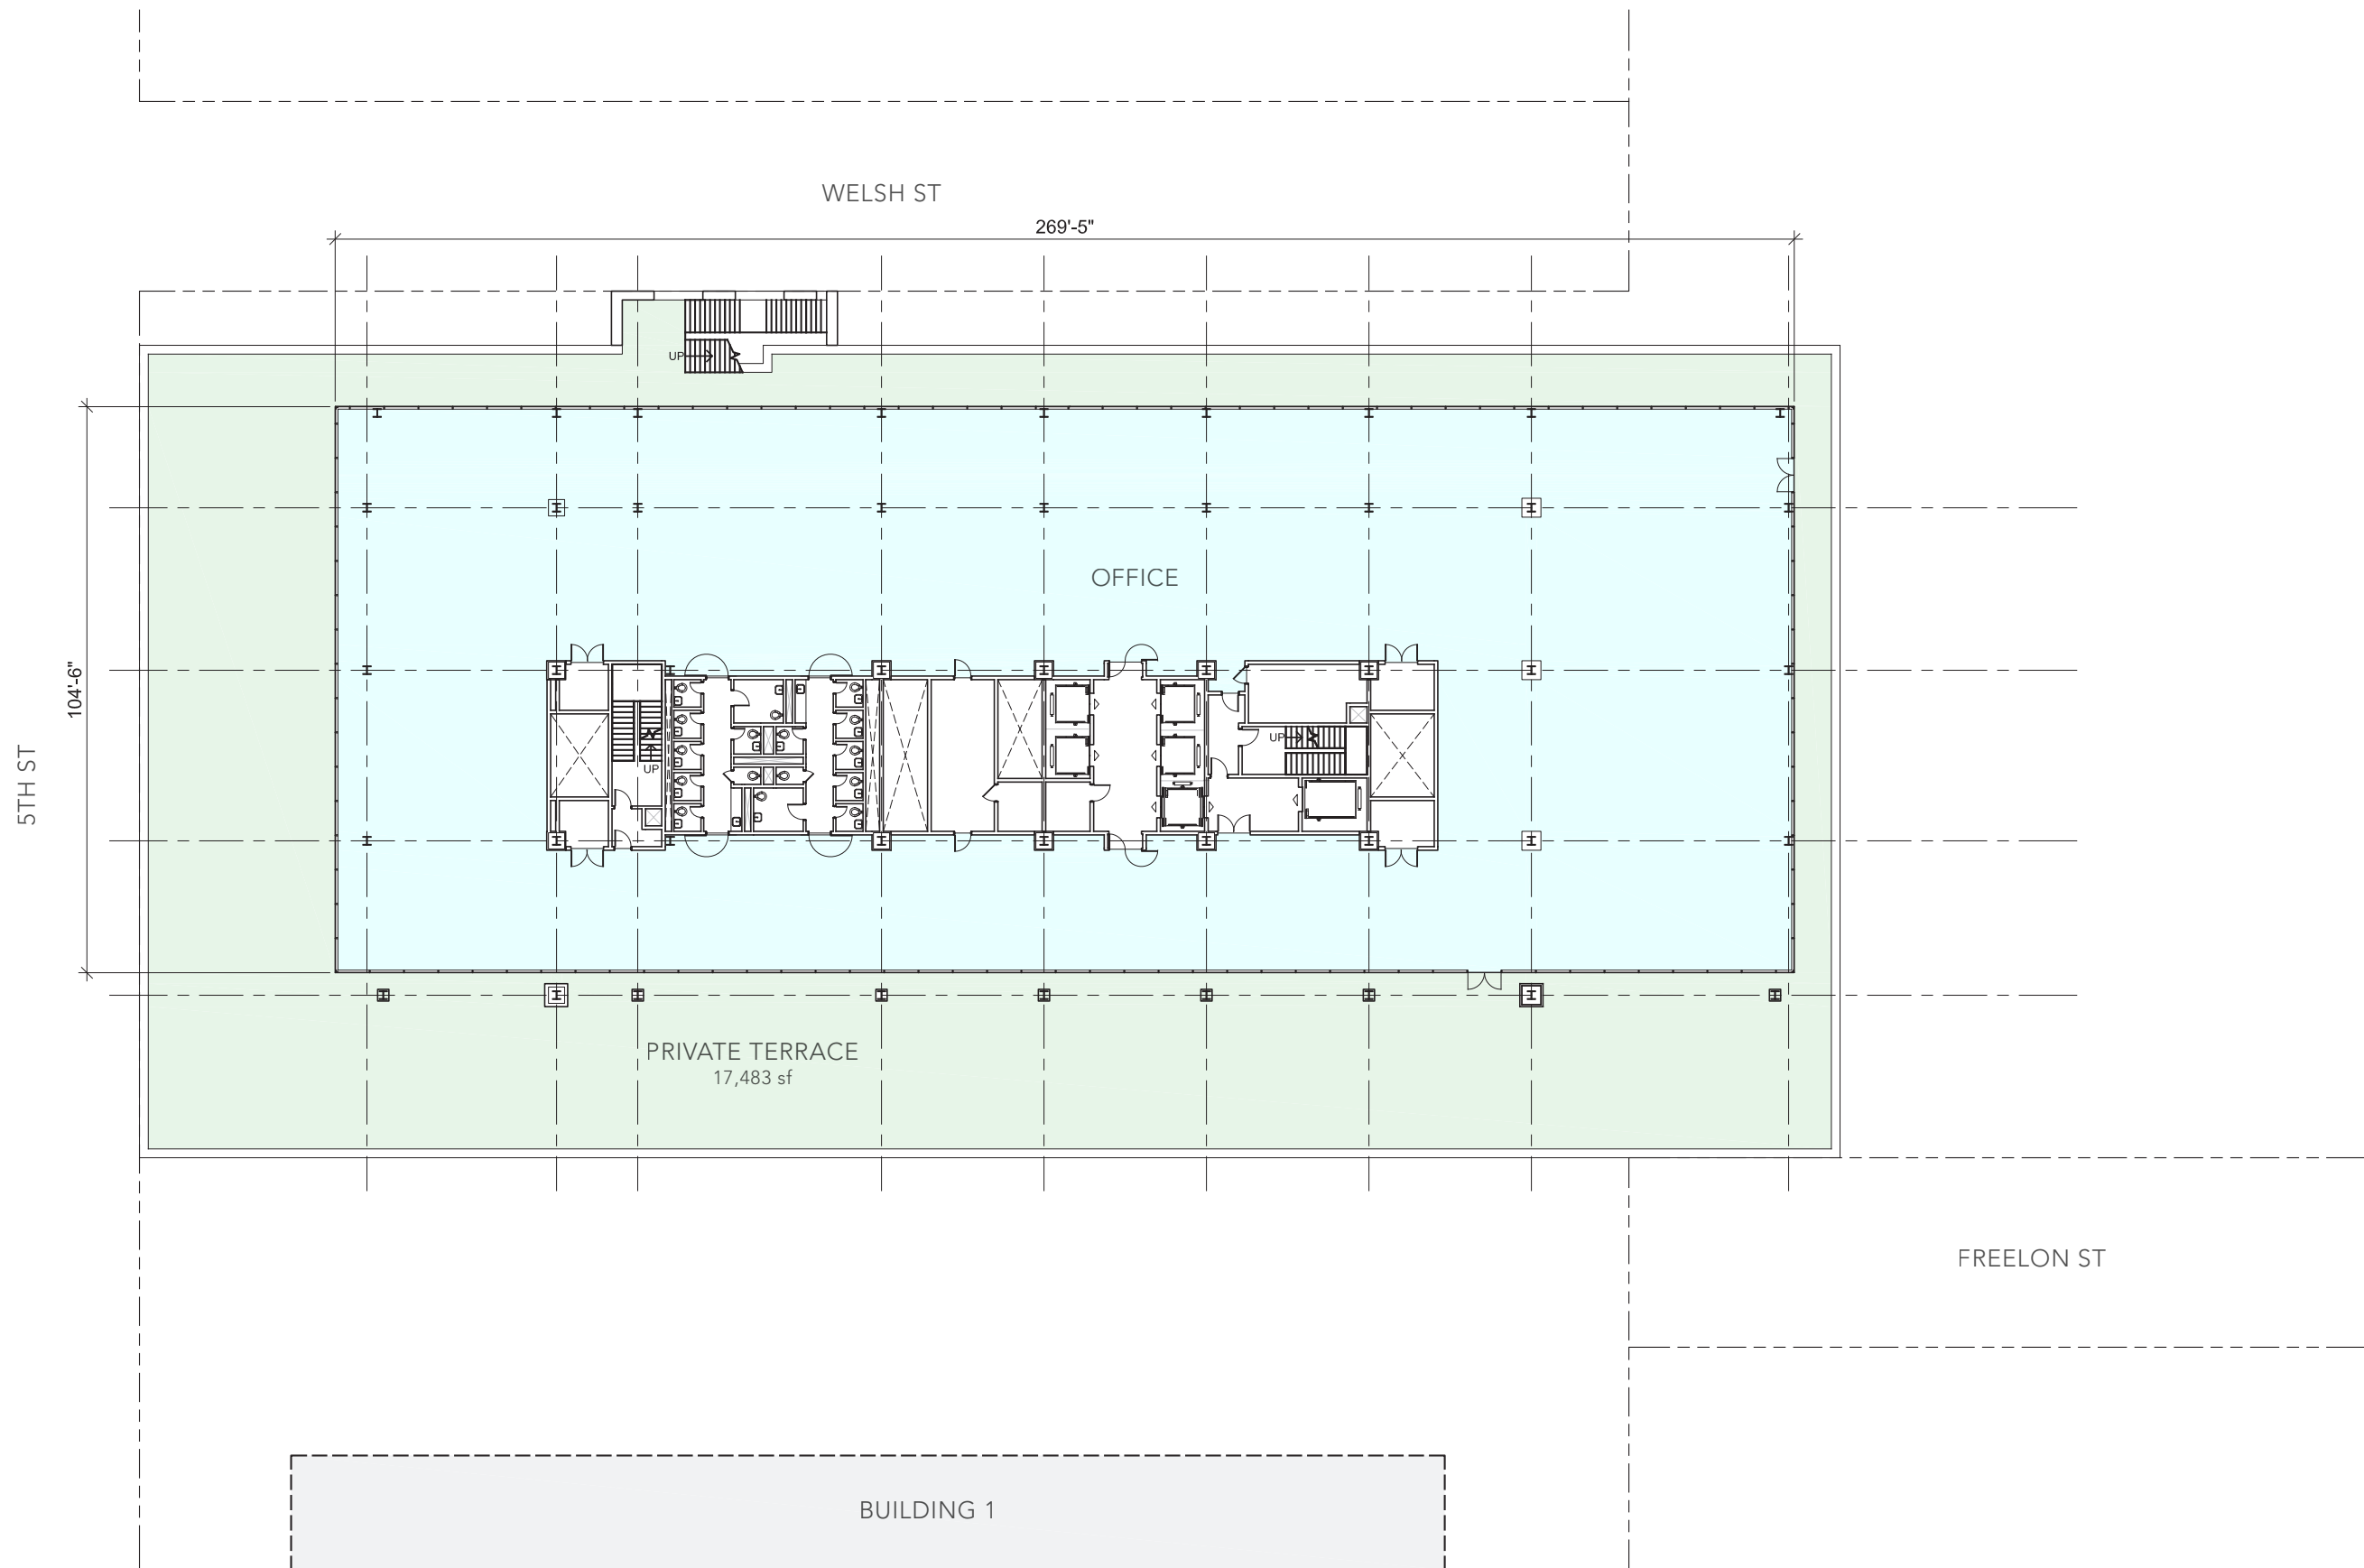 WELSH ST
269'-5"
UP
OFFICE
104'-6"
5TH ST
UP
UP
PRIVATE TERRACE
17,483 sf
FREELON ST
BUILDING 1